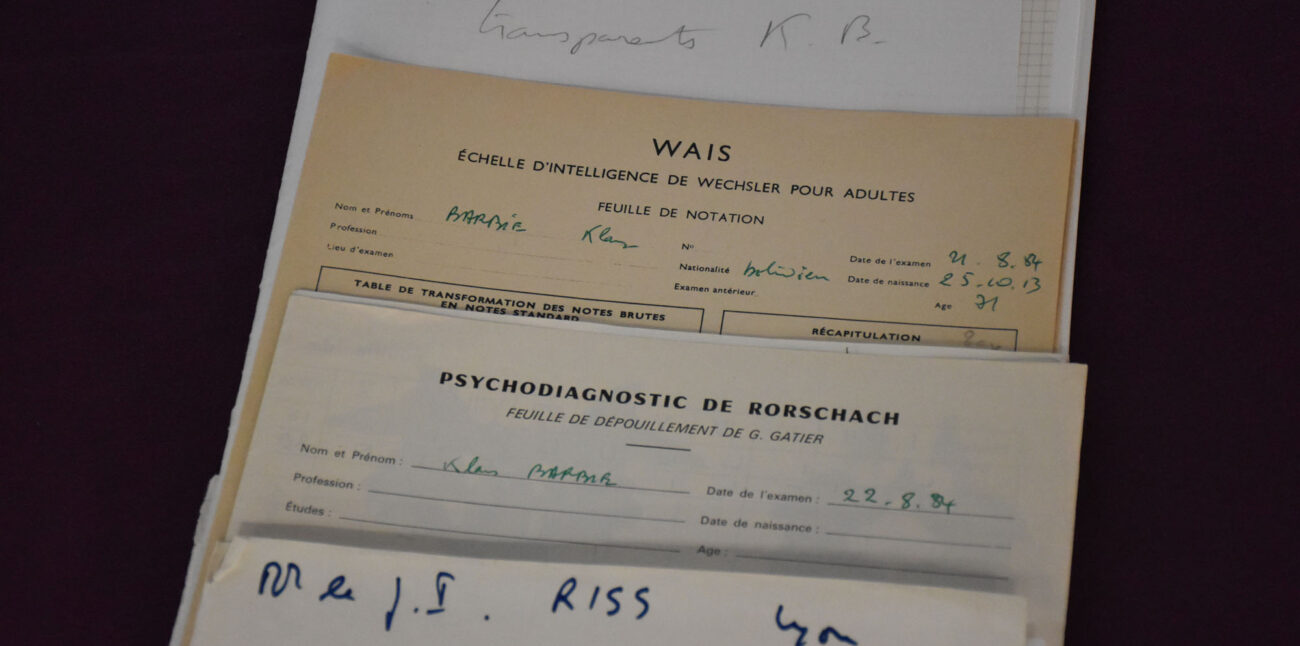 transparents K. B.
WAIS
ÉCHELLE D'INTELLIGENCE DE WECHSLER POUR ADULTES
FEUILLE DE NOTATION
Nom et Prénoms BARBIE Klaus
Profession
Lieu d'examen
N°
Nationalité bolivien
Examen antérieur
Date de l'examen 21.8.84
Date de naissance 25.10.13
Age 71
TABLE DE TRANSFORMATION DES NOTES BRUTES
EN NOTES STANDARD
RÉCAPITULATION
PSYCHODIAGNOSTIC DE RORSCHACH
FEUILLE DE DÉPOUILLEMENT DE G. GATIER
Nom et Prénom : Klaus BARBIE
Profession :
Études :
Date de l'examen : 22.8.84
Date de naissance :
Age :
J.I. RISS Lyon